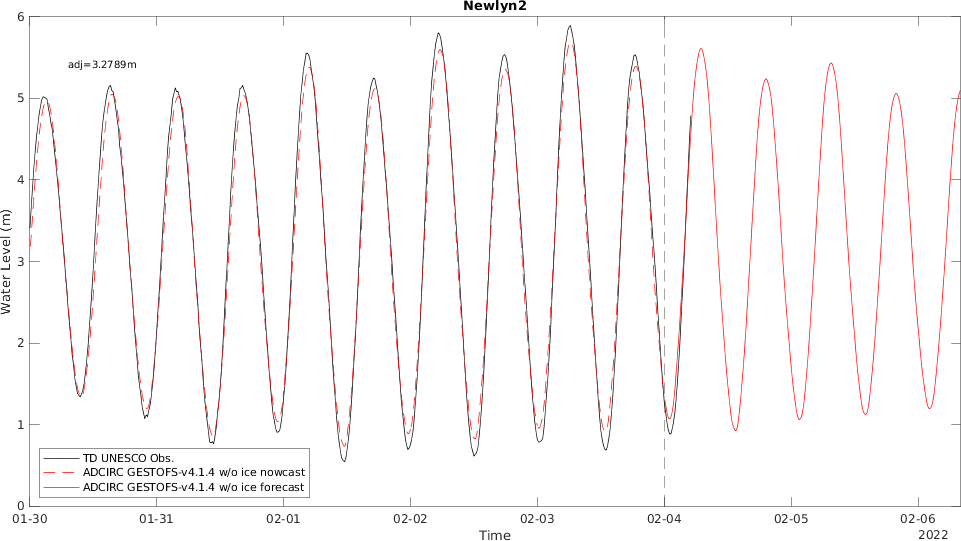 Newlyn2
adj=3.2789m
Water Level (m)
6
5
4
3
2
1
0
TD UNESCO Obs.
ADCIRC GESTOFS-v4.1.4 w/o ice nowcast
ADCIRC GESTOFS-v4.1.4 w/o ice forecast
01-30 01-31 02-01 02-02 02-03 02-04 02-05 02-06
Time
2022